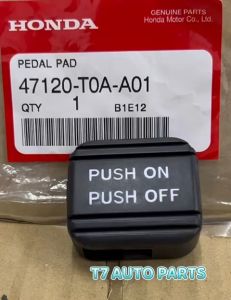 HONDA
GENUINE PARTS
Honda Motor Co., Ltd.
PEDAL PAD
47120-T0A-A01
QTY 1 B1E12
PUSH ON
PUSH OFF
T7 AUTO PARTS